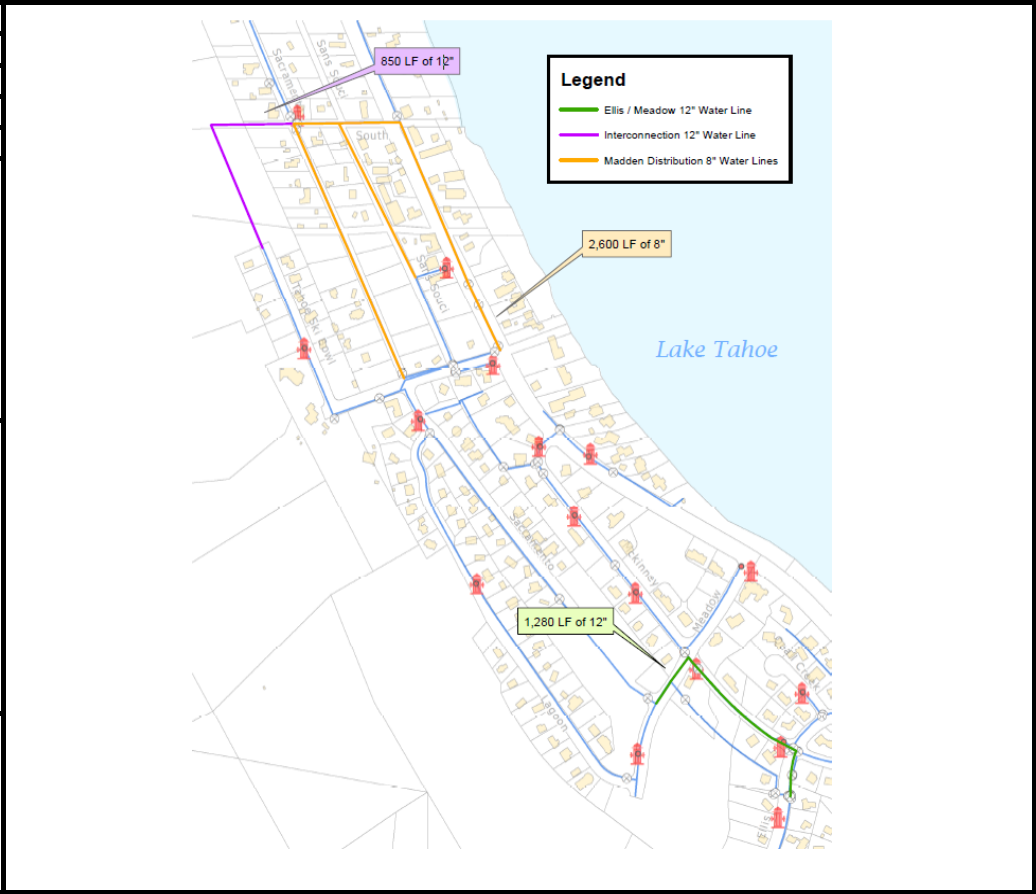 850 LF of 12"
Legend
Ellis / Meadow 12" Water Line
Interconnection 12" Water Line
Madden Distribution 8" Water Lines
Sans Souci
South
2,600 LF of 8"
Sans Souci
Lake Tahoe
Sacramento
Meadow
1,280 LF of 12"
Lagoon
Ellis